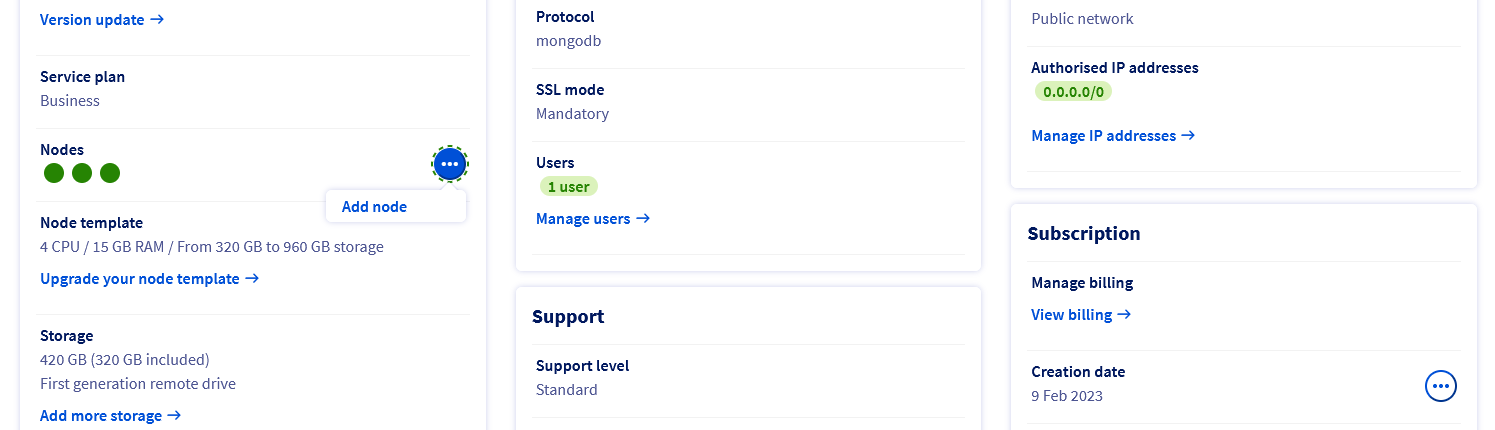 Version update →
Service plan
Business
Nodes
Add node
Node template
4 CPU / 15 GB RAM / From 320 GB to 960 GB storage
Upgrade your node template →
Storage
420 GB (320 GB included)
First generation remote drive
Add more storage →
Protocol
mongodb
SSL mode
Mandatory
Users
1 user
Manage users →
Support
Support level
Standard
Public network
Authorised IP addresses
0.0.0.0/0
Manage IP addresses →
Subscription
Manage billing
View billing →
Creation date
9 Feb 2023